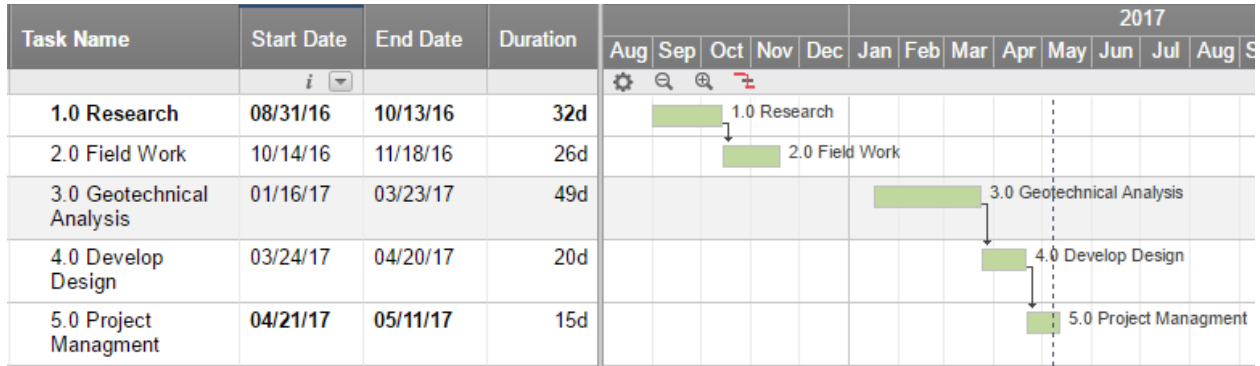 2017
Task Name Start Date End Date Duration
Aug Sep Oct Nov Dec Jan Feb Mar Apr May Jun Jul Aug S
i
1.0 Research 08/31/16 10/13/16 32d 1.0 Research
2.0 Field Work 10/14/16 11/18/16 26d 2.0 Field Work
3.0 Geotechnical 01/16/17 03/23/17 49d 3.0 Geotechnical Analysis
Analysis
4.0 Develop 03/24/17 04/20/17 20d 4.0 Develop Design
Design
5.0 Project 04/21/17 05/11/17 15d 5.0 Project Managment
Managment